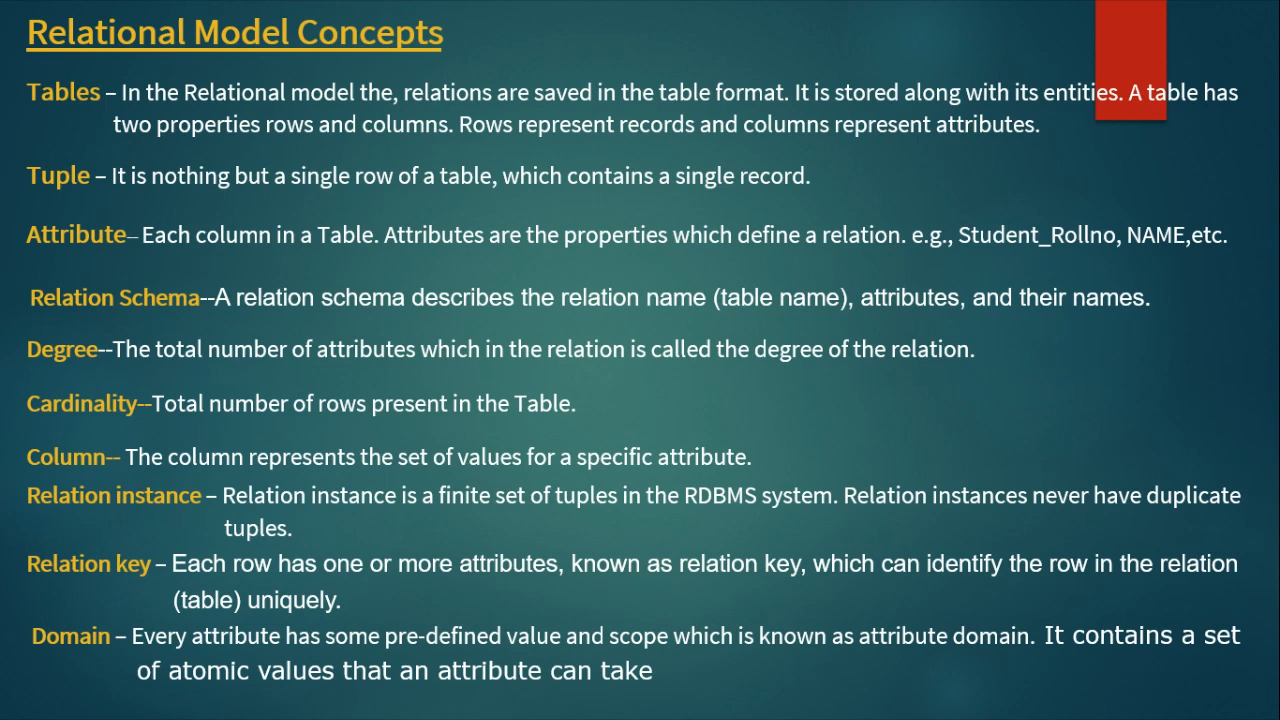 Relational Model Concepts
Tables – In the Relational model the, relations are saved in the table format. It is stored along with its entities. A table has
two properties rows and columns. Rows represent records and columns represent attributes.
Tuple – It is nothing but a single row of a table, which contains a single record.
Attribute– Each column in a Table. Attributes are the properties which define a relation. e.g., Student_Rollno, NAME,etc.
Relation Schema--A relation schema describes the relation name (table name), attributes, and their names.
Degree--The total number of attributes which in the relation is called the degree of the relation.
Cardinality--Total number of rows present in the Table.
Column-- The column represents the set of values for a specific attribute.
Relation instance – Relation instance is a finite set of tuples in the RDBMS system. Relation instances never have duplicate
tuples.
Relation key – Each row has one or more attributes, known as relation key, which can identify the row in the relation
(table) uniquely.
Domain – Every attribute has some pre-defined value and scope which is known as attribute domain. It contains a set
of atomic values that an attribute can take